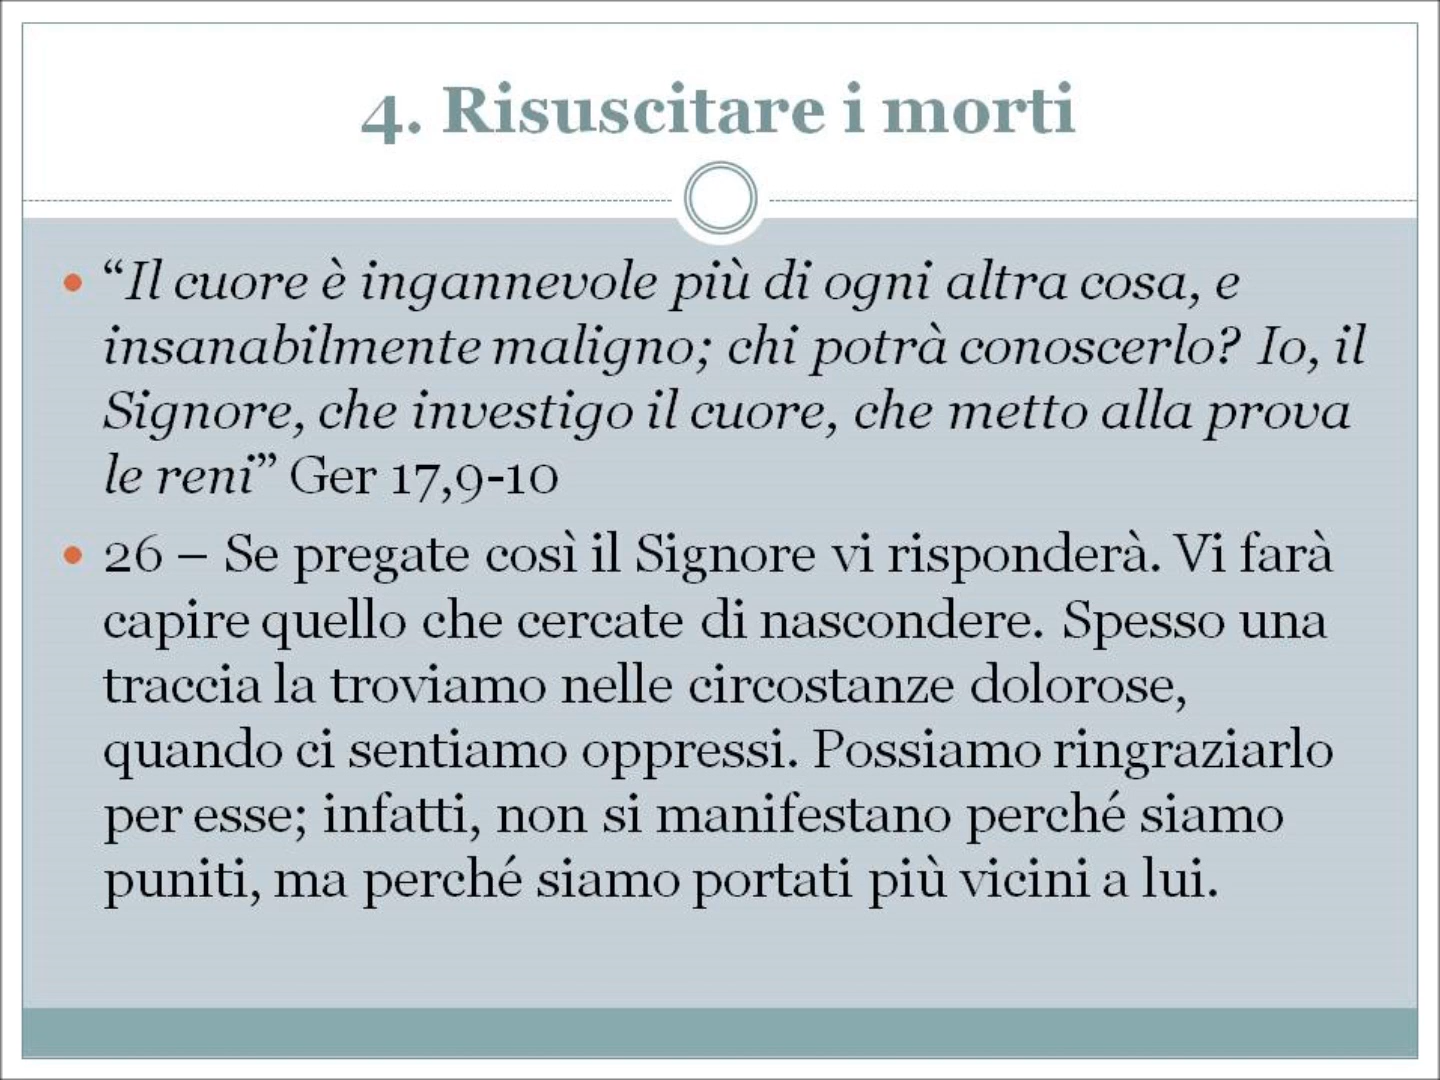 4. Risuscitare i morti
• “Il cuore è ingannevole più di ogni altra cosa, e
insanabilmente maligno; chi potrà conoscerlo? Io, il
Signore, che investigo il cuore, che metto alla prova
le reni” Ger 17,9-10
• 26 – Se pregate così il Signore vi risponderà. Vi farà
capire quello che cercate di nascondere. Spesso una
traccia la troviamo nelle circostanze dolorose,
quando ci sentiamo oppressi. Possiamo ringraziarlo
per esse; infatti, non si manifestano perché siamo
puniti, ma perché siamo portati più vicini a lui.